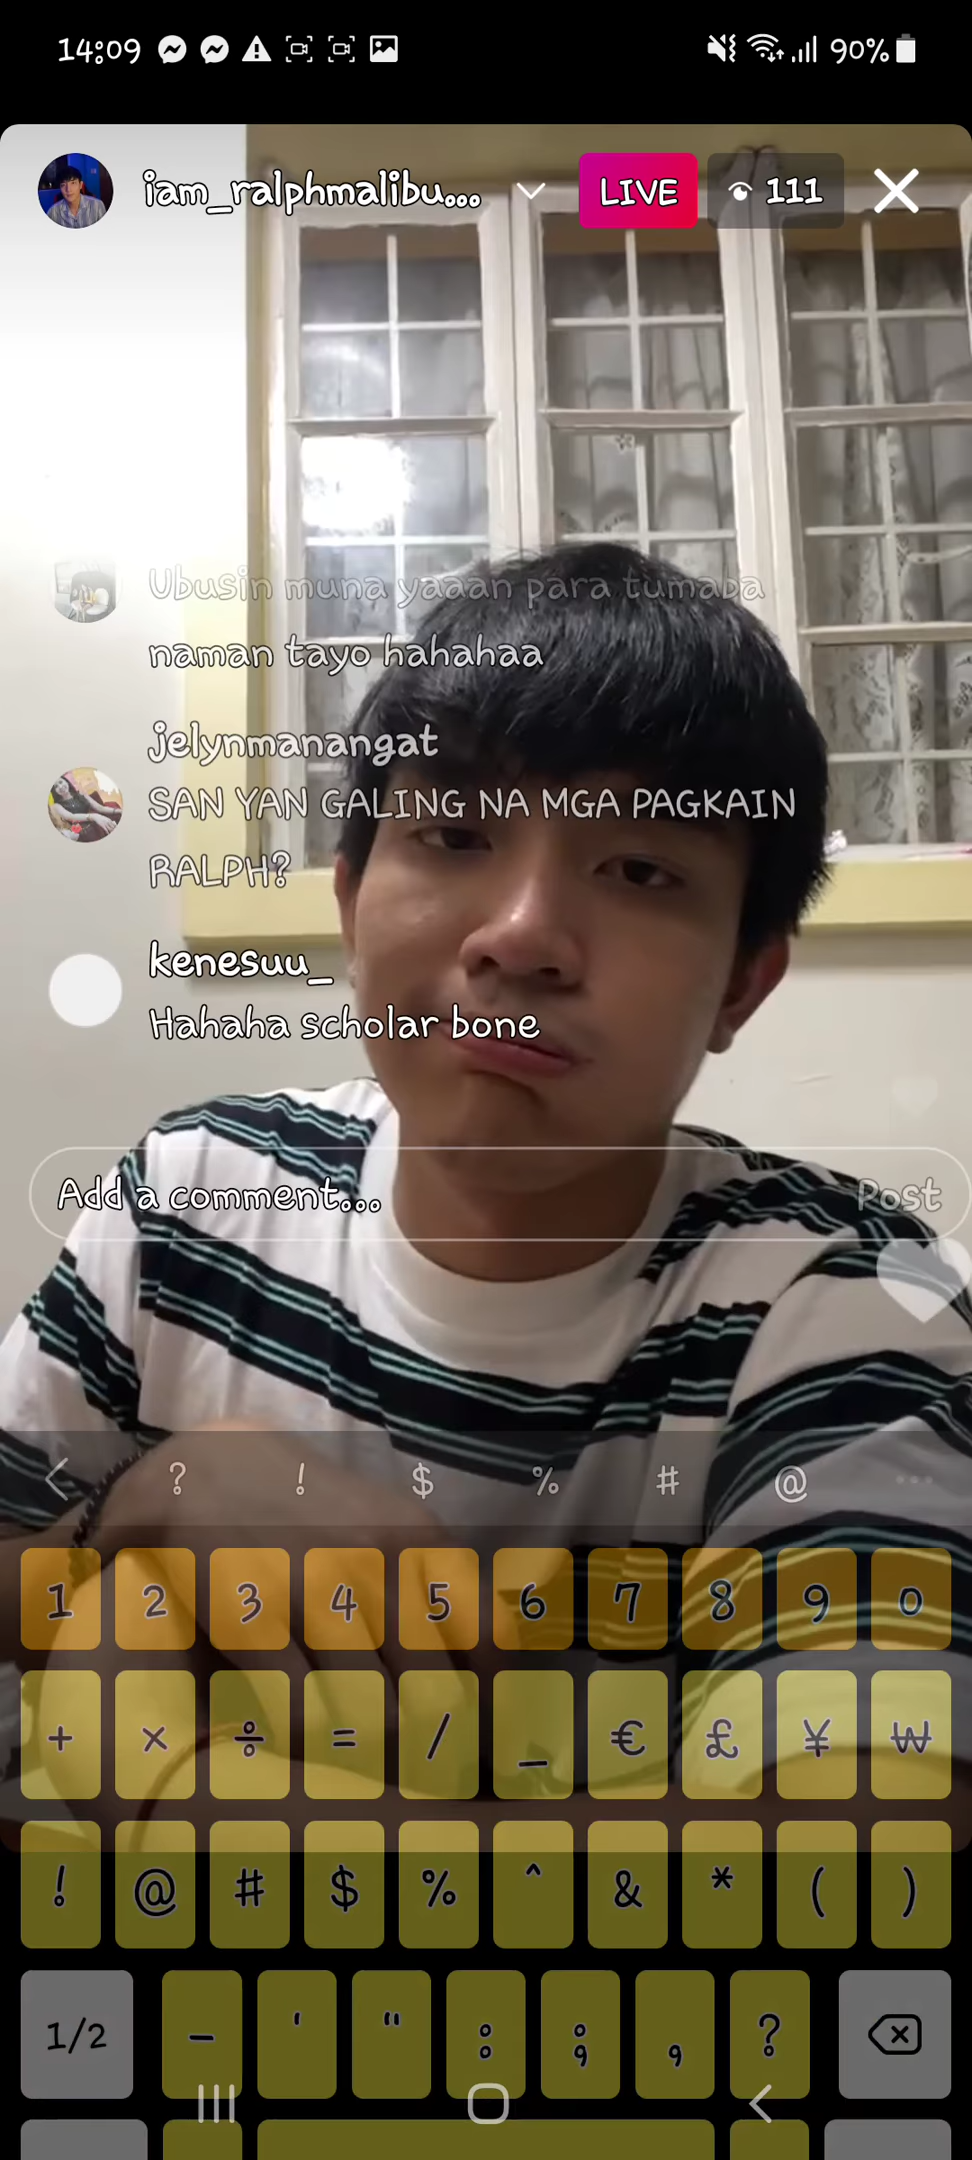 14:09 90%
iam_ralphmalibu... LIVE 111
Ubusin muna yaaan para tumaba
naman tayo hahahaa
jelynmanangat
SAN YAN GALING NA MGA PAGKAIN
RALPH?
kenesuu_
Hahaha scholar bone
Add a comment... Post
? ! $ % # @ ...
1 2 3 4 5 6 7 8 9 0
+ × ÷ = / _ € £ ¥ ₩
! @ # $ % ^ & * ( )
1/2 - ' " : ; , ?